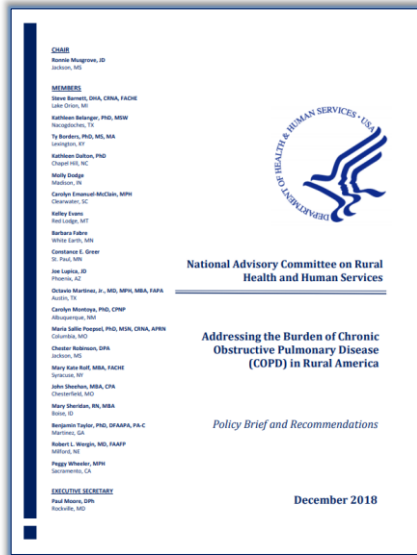 CHAIR
Ronnie Musgrove, JD
Jackson, MS
MEMBERS
Steve Barnett, DHA, CRNA, FACHE
Lake Orion, MI
Kathleen Belanger, PhD, MSW
Nacogdoches, TX
Ty Borders, PhD, MS, MA
Lexington, KY
Kathleen Dalton, PhD
Chapel Hill, NC
Molly Dodge
Madison, IN
Carolyn Emanuel-McClain, MPH
Clearwater, SC
Kelley Evans
Red Lodge, MT
Barbara Fabre
White Earth, MN
Constance E. Greer
St. Paul, MN
Joe Lupica, JD
Phoenix, AZ
Octavio Martinez, Jr., MD, MPH, MBA, FAPA
Austin, TX
Carolyn Montoya, PhD, CPNP
Albuquerque, NM
Maria Sallie Poepsel, PhD, MSN, CRNA, APRN
Columbia, MO
Chester Robinson, DPA
Jackson, MS
Mary Kate Rolf, MBA, FACHE
Syracuse, NY
John Sheehan, MBA, CPA
Chesterfield, MO
Mary Sheridan, RN, MBA
Boise, ID
Benjamin Taylor, PhD, DFAAPA, PA-C
Martinez, GA
Robert L. Wergin, MD, FAAFP
Milford, NE
Peggy Wheeler, MPH
Sacramento, CA
EXECUTIVE SECRETARY
Paul Moore, DPh
Rockville, MD
DEPARTMENT OF HEALTH & HUMAN SERVICES • USA
National Advisory Committee on Rural
Health and Human Services
Addressing the Burden of Chronic
Obstructive Pulmonary Disease
(COPD) in Rural America
Policy Brief and Recommendations
December 2018